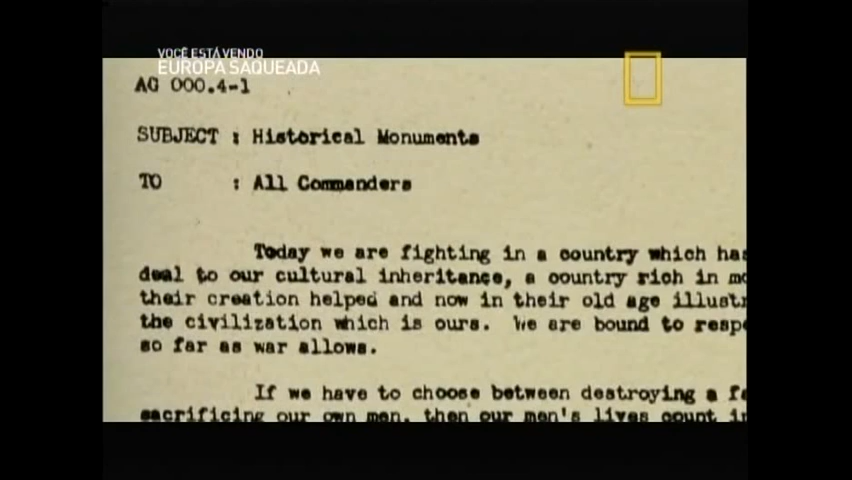 VOCÊ ESTÁ VENDO
EUROPA SAQUEADA
AG 000.4-1
SUBJECT : Historical Monuments
TO : All Commanders
Today we are fighting in a country which has
deal to our cultural inheritance, a country rich in
their creation helped and now in their old age
the civilization which is ours. We are bound to
so far as war allows.
If we have to choose between destroying a
sacrificing our own men, then our men's lives count